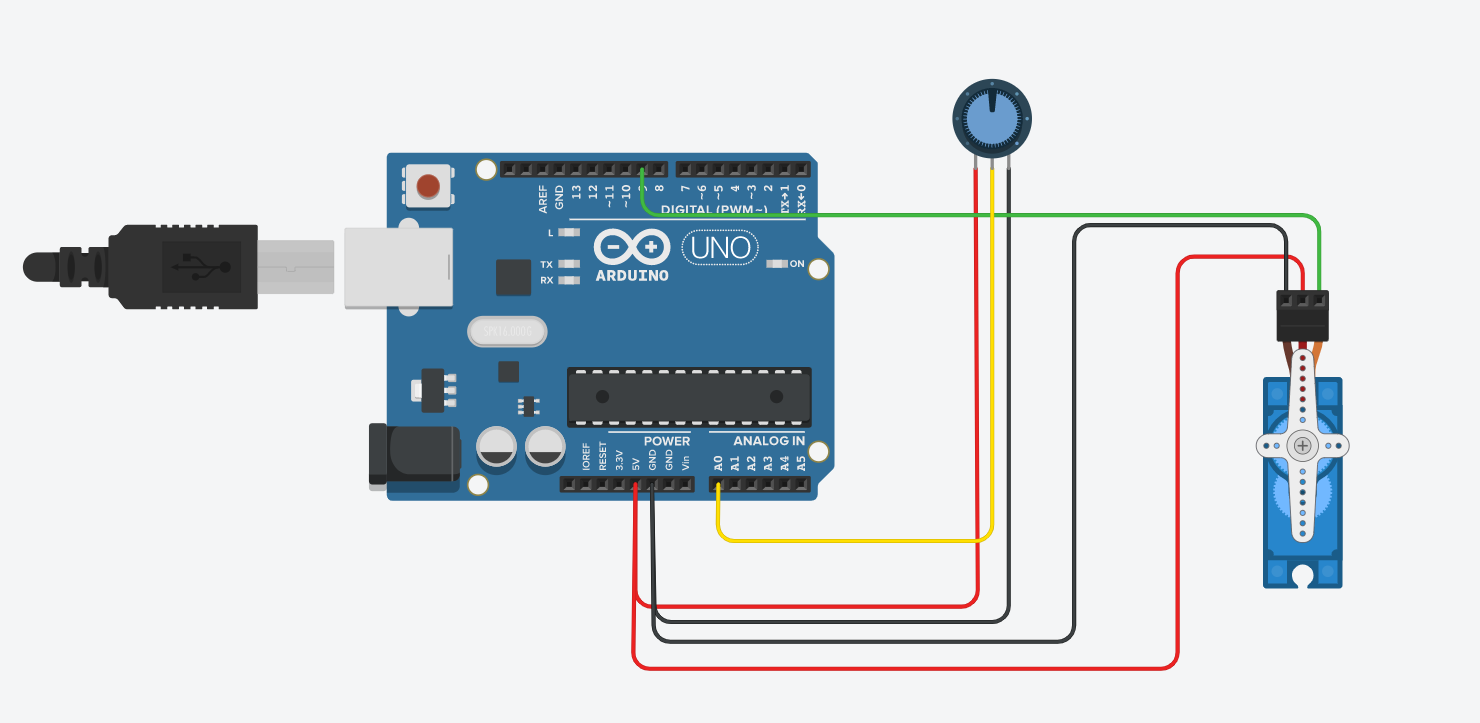 AREF
GND
13
12
~11
~10
8
7
~6
~5
4
~3
2
TX→1
RX←0
DIGITAL (PWM~)
L
TX
RX
ARDUINO
UNO
ON
SPK16.000G
POWER
ANALOG IN
IOREF
RESET
3.3V
5V
GND
GND
Vin
A0
A1
A2
A3
A4
A5